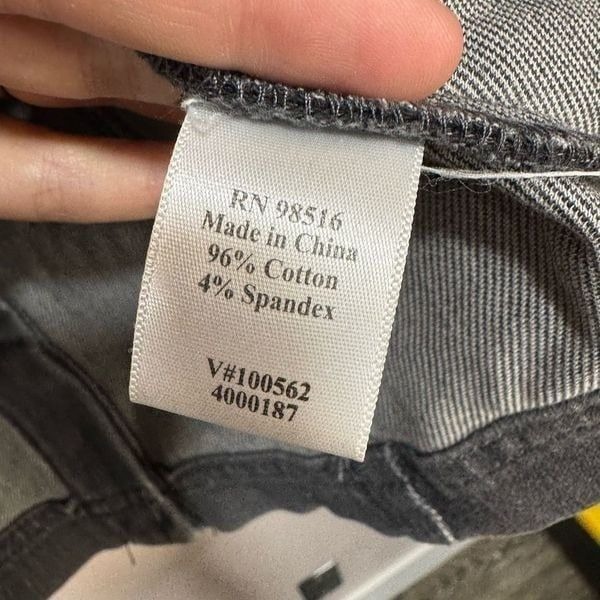 RN 98516
Made in China
96% Cotton
4% Spandex
V#100562
4000187